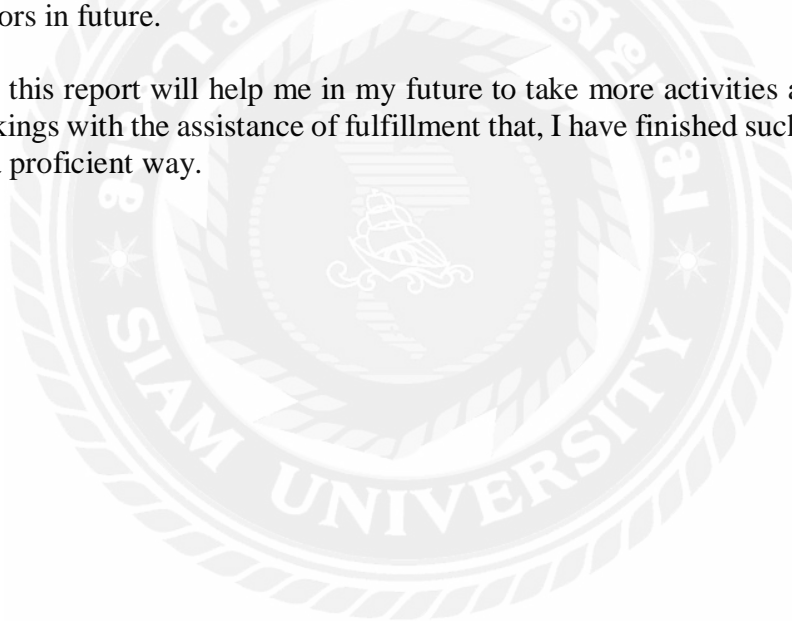 ors in future.
this report will help me in my future to take more activities a
kings with the assistance of fulfillment that, I have finished such
proficient way.
SIAM UNIVERSITY